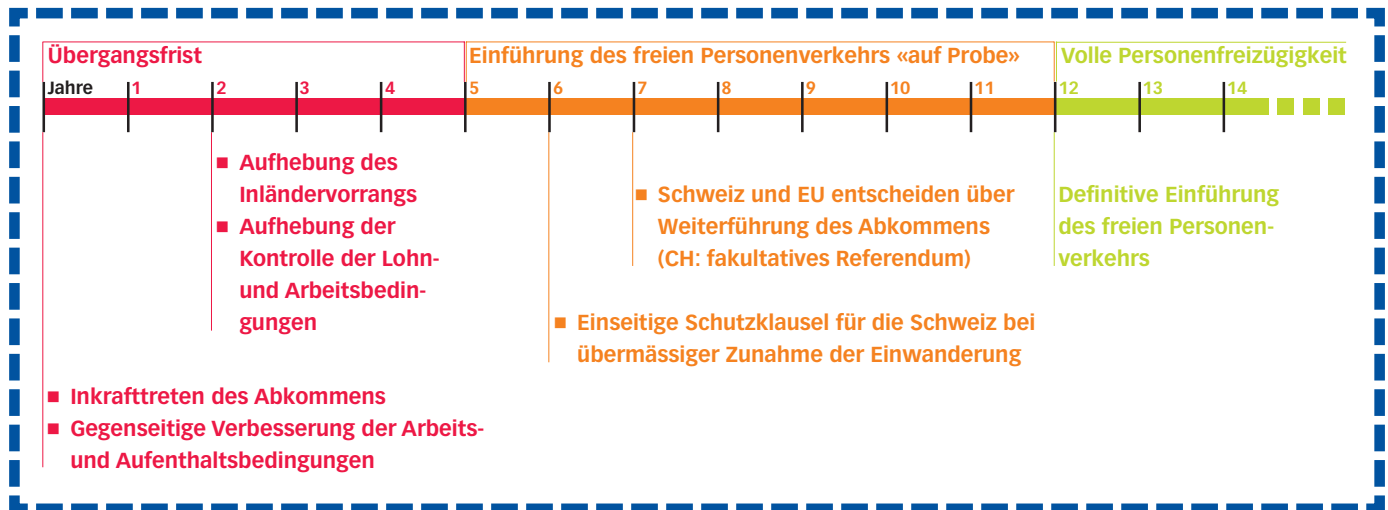 Übergangsfrist
Einführung des freien Personenverkehrs «auf Probe»
Volle Personenfreizügigkeit
Jahre 1 2 3 4 5 6 7 8 9 10 11 12 13 14
■ Aufhebung des
Inländervorrangs
■ Aufhebung der
Kontrolle der Lohn-
und Arbeitsbedin-
gungen
■ Schweiz und EU entscheiden über
Weiterführung des Abkommens
(CH: fakultatives Referendum)
Definitive Einführung
des freien Personen-
verkehrs
■ Einseitige Schutzklausel für die Schweiz bei
übermässiger Zunahme der Einwanderung
■ Inkrafttreten des Abkommens
■ Gegenseitige Verbesserung der Arbeits-
und Aufenthaltsbedingungen